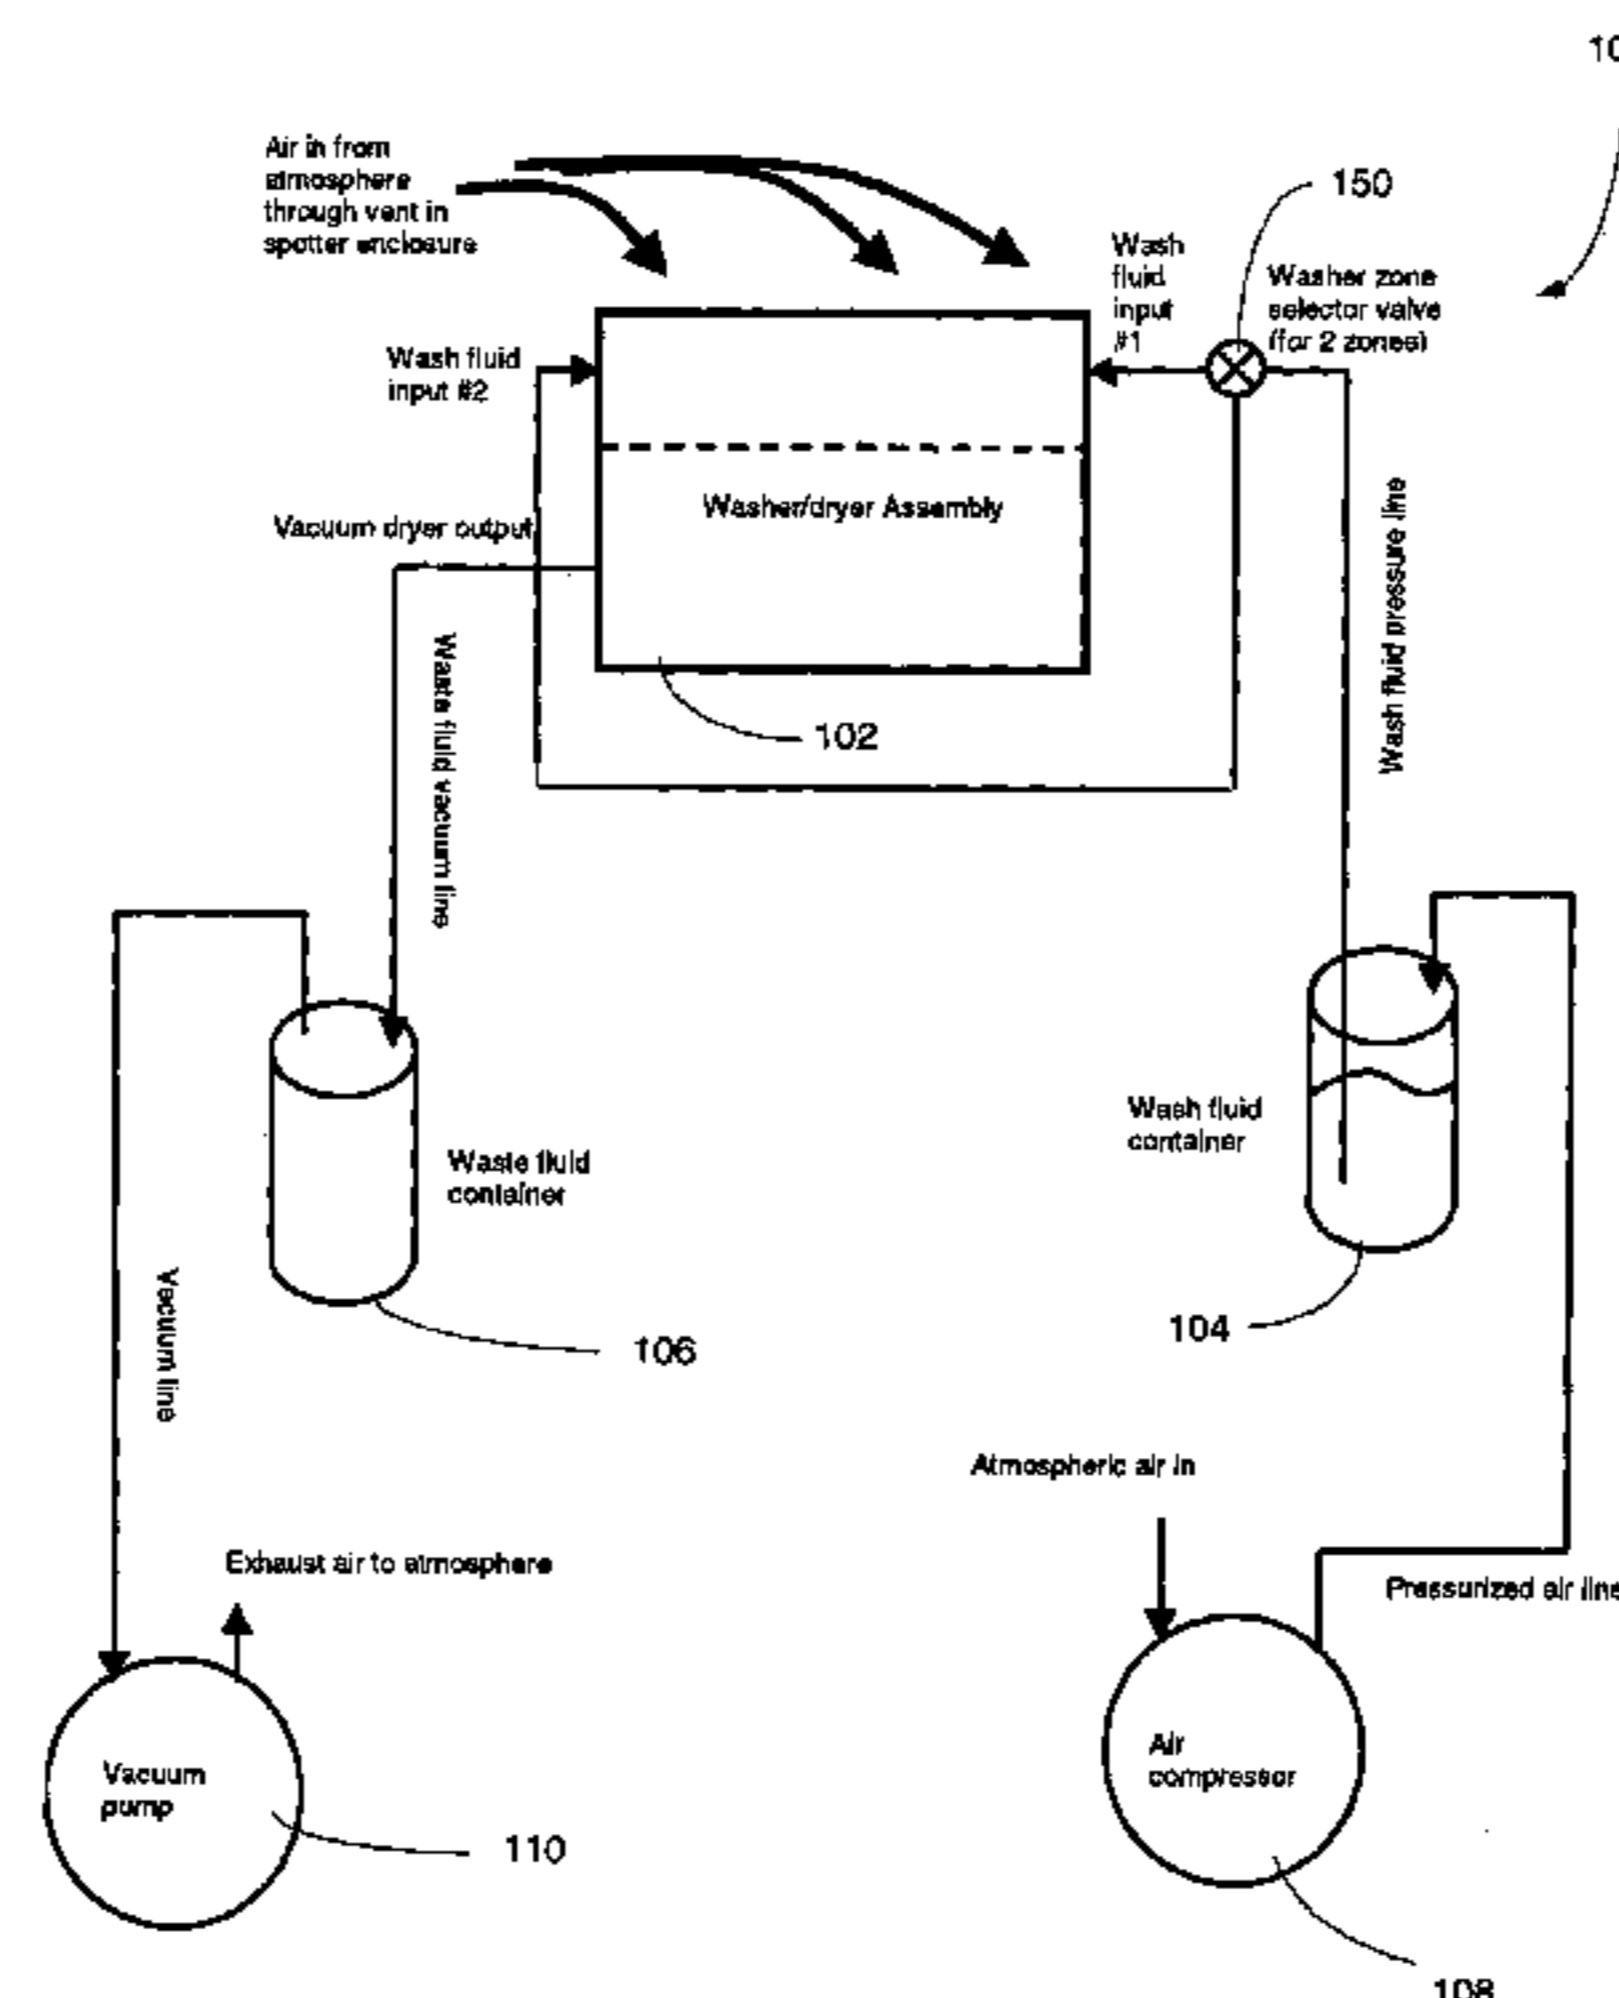 Air in from
atmosphere
through vent in
spotter enclosure
150
Wash
fluid
input
#1
Washer zone
selector valve
(for 2 zones)
Wash fluid
input #2
Washer/dryer Assembly
Vacuum dryer output
Waste fluid vacuum line
Wash fluid pressure line
102
Wash fluid
container
Waste fluid
container
104
106
Vacuum line
Atmospheric air in
Exhaust air to atmosphere
Pressurized air line
Vacuum
pump
Air
compressor
110
108